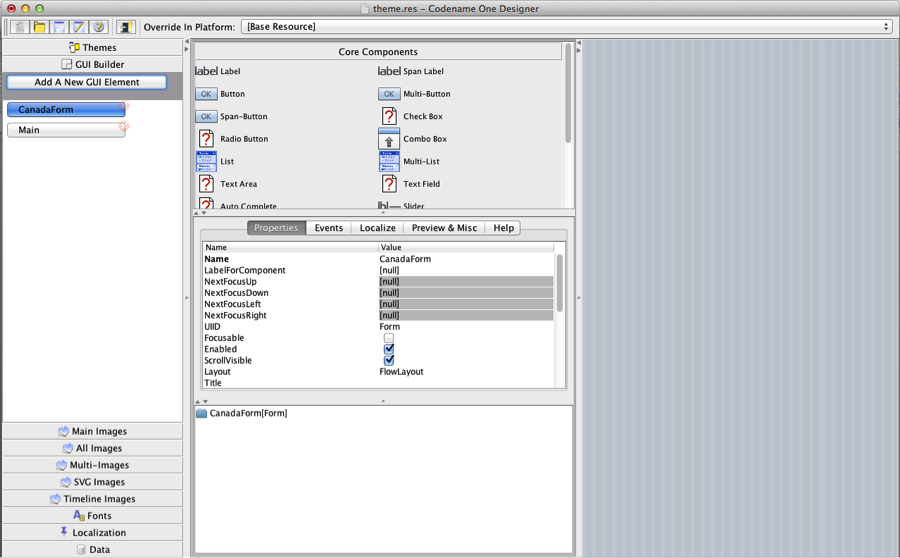 theme.res – Codename One Designer
Override In Platform: [Base Resource]
Themes
GUI Builder
Add A New GUI Element
CanadaForm
Main
Main Images
All Images
Multi-Images
SVG Images
Timeline Images
Fonts
Localization
Data
Core Components
label Label
label Span Label
OK Button
OK Multi-Button
OK Span-Button
? Check Box
? Radio Button
Combo Box
List
Multi-List
? Text Area
? Text Field
? Auto Complete
lbl Slider
Properties Events Localize Preview & Misc Help
Name Value
Name CanadaForm
LabelForComponent [null]
NextFocusUp [null]
NextFocusDown [null]
NextFocusLeft [null]
NextFocusRight [null]
UIID Form
Focusable
Enabled
ScrollVisible
Layout FlowLayout
Title
CanadaForm[Form]